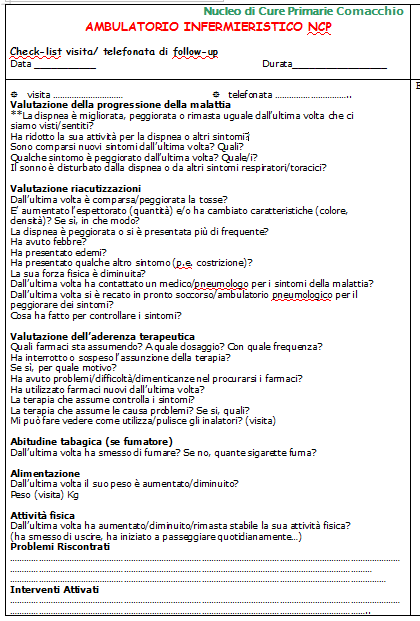 Nucleo di Cure Primarie Comacchio
AMBULATORIO INFERMIERISTICO NCP
Check-list visita/ telefonata di follow-up
Data ____________ Durata___________________
visita ........................... telefonata ..............................
Valutazione della progressione della malattia
**La dispnea è migliorata, peggiorata o rimasta uguale dall'ultima volta che ci
siamo visti/sentiti?
Ha ridotto la sua attività per la dispnea o altri sintomi?
Sono comparsi nuovi sintomi dall'ultima volta? Quali?
Qualche sintomo è peggiorato dall'ultima volta? Quale/i?
Il sonno è disturbato dalla dispnea o da altri sintomi respiratori/toracici?
Valutazione riacutizzazioni
Dall'ultima volta è comparsa/peggiorata la tosse?
E' aumentato l'espettorato (quantità) e/o ha cambiato caratteristiche (colore,
densità)? Se sì, in che modo?
La dispnea è peggiorata o si è presentata più di frequente?
Ha avuto febbre?
Ha presentato edemi?
Ha presentato qualche altro sintomo (p.e. costrizione)?
La sua forza fisica è diminuita?
Dall'ultima volta ha contattato un medico/pneumologo per i sintomi della malattia?
Dall'ultima volta si è recato in pronto soccorso/ambulatorio pneumologico per il
peggiorare dei sintomi?
Cosa ha fatto per controllare i sintomi?
Valutazione dell'aderenza terapeutica
Quali farmaci sta assumendo? A quale dosaggio? Con quale frequenza?
Ha interrotto o sospeso l'assunzione della terapia?
Se sì, per quale motivo?
Ha avuto problemi/difficoltà/dimenticanze nel procurarsi i farmaci?
Ha utilizzato farmaci nuovi dall'ultima volta?
La terapia che assume controlla i sintomi?
La terapia che assume le causa problemi? Se si, quali?
Mi può fare vedere come utilizza/pulisce gli inalatori? (visita)
Abitudine tabagica (se fumatore)
Dall'ultima volta ha smesso di fumare? Se no, quante sigarette fuma?
Alimentazione
Dall'ultima volta il suo peso è aumentato/diminuito?
Peso (visita) Kg
Attività fisica
Dall'ultima volta ha aumentato/diminuito/rimasta stabile la sua attività fisica?
(ha smesso di uscire, ha iniziato a passeggiare quotidianamente...)
Problemi Riscontrati
Interventi Attivati